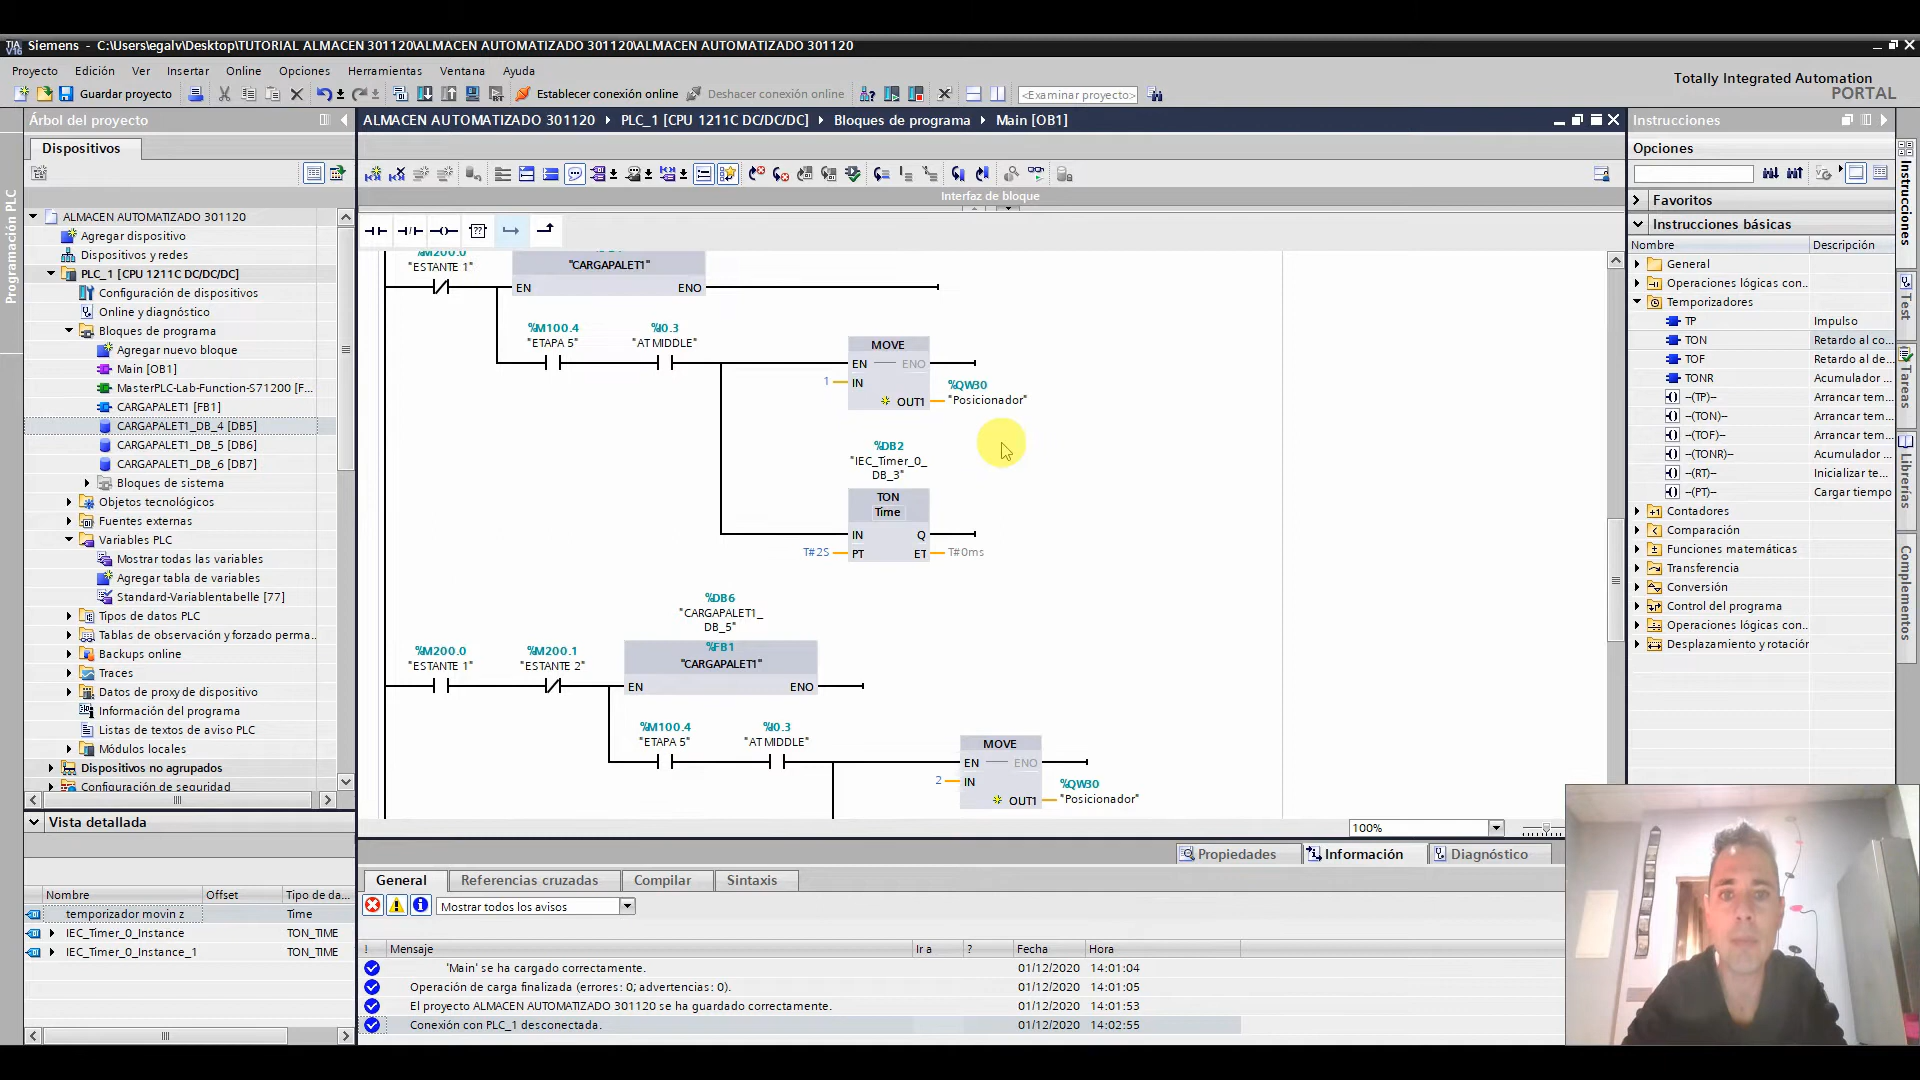 Siemens - C:\Users\egalv\Desktop\TUTORIAL ALMACEN 301120\ALMACEN AUTOMATIZADO 301120\ALMACEN AUTOMATIZADO 301120
Proyecto Edición Ver Insertar Online Opciones Herramientas Ventana Ayuda
Totally Integrated Automation
PORTAL
Guardar proyecto
Establecer conexión online
Deshacer conexión online
<Examinar proyecto>
Árbol del proyecto
ALMACEN AUTOMATIZADO 301120 PLC_1 [CPU 1211C DC/DC/DC] Bloques de programa Main [OB1]
Instrucciones
Dispositivos
Opciones
Programación PLC
ALMACEN AUTOMATIZADO 301120
Agregar dispositivo
Dispositivos y redes
PLC_1 [CPU 1211C DC/DC/DC]
Configuración de dispositivos
Online y diagnóstico
Bloques de programa
Agregar nuevo bloque
Main [OB1]
MasterPLC-Lab-Function-S71200 [F...
CARGAPALET1 [FB1]
CARGAPALET1_DB_4 [DB5]
CARGAPALET1_DB_5 [DB6]
CARGAPALET1_DB_6 [DB7]
Bloques de sistema
Objetos tecnológicos
Fuentes externas
Variables PLC
Mostrar todas las variables
Agregar tabla de variables
Standard-Variablentabelle [77]
Tipos de datos PLC
Tablas de observación y forzado perma...
Backups online
Traces
Datos de proxy de dispositivo
Información del programa
Listas de textos de aviso PLC
Módulos locales
Dispositivos no agrupados
Configuración de seguridad
Vista detallada
Nombre Offset Tipo de da...
temporizador movin z Time
IEC_Timer_0_Instance TON_TIME
IEC_Timer_0_Instance_1 TON_TIME
Interfaz de bloque
%M200.0
"ESTANTE 1"
"CARGAPALET1"
EN ENO
%M100.4 %I0.3
"ETAPA 5" "AT MIDDLE"
MOVE
EN ENO
1 IN
OUT1
%QW30
"Posicionador"
%DB2
"IEC_Timer_0_
DB_3"
TON
Time
IN Q
T#2S PT ET T#0ms
%DB6
"CARGAPALET1_
DB_5"
%M200.0 %M200.1
"ESTANTE 1" "ESTANTE 2"
%FB1
"CARGAPALET1"
EN ENO
%M100.4 %I0.3
"ETAPA 5" "AT MIDDLE"
MOVE
EN ENO
2 IN
OUT1
%QW30
"Posicionador"
100%
Propiedades Información Diagnóstico
General Referencias cruzadas Compilar Sintaxis
Mostrar todos los avisos
! Mensaje Ir a ? Fecha Hora
'Main' se ha cargado correctamente. 01/12/2020 14:01:04
Operación de carga finalizada (errores: 0; advertencias: 0). 01/12/2020 14:01:05
El proyecto ALMACEN AUTOMATIZADO 301120 se ha guardado correctamente. 01/12/2020 14:01:53
Conexión con PLC_1 desconectada. 01/12/2020 14:02:55
Favoritos
Instrucciones básicas
Nombre Descripción
General
Operaciones lógicas con...
Temporizadores
TP Impulso
TON Retardo al co...
TOF Retardo al de...
TONR Acumulador ...
–(TP)– Arrancar tem...
–(TON)– Arrancar tem...
–(TOF)– Arrancar tem...
–(TONR)– Acumulador ...
–(RT)– Inicializar te...
–(PT)– Cargar tiempo
Contadores
Comparación
Funciones matemáticas
Transferencia
Conversión
Control del programa
Operaciones lógicas con...
Desplazamiento y rotación
Instrucciones
Test
Tareas
Librerías
Complementos